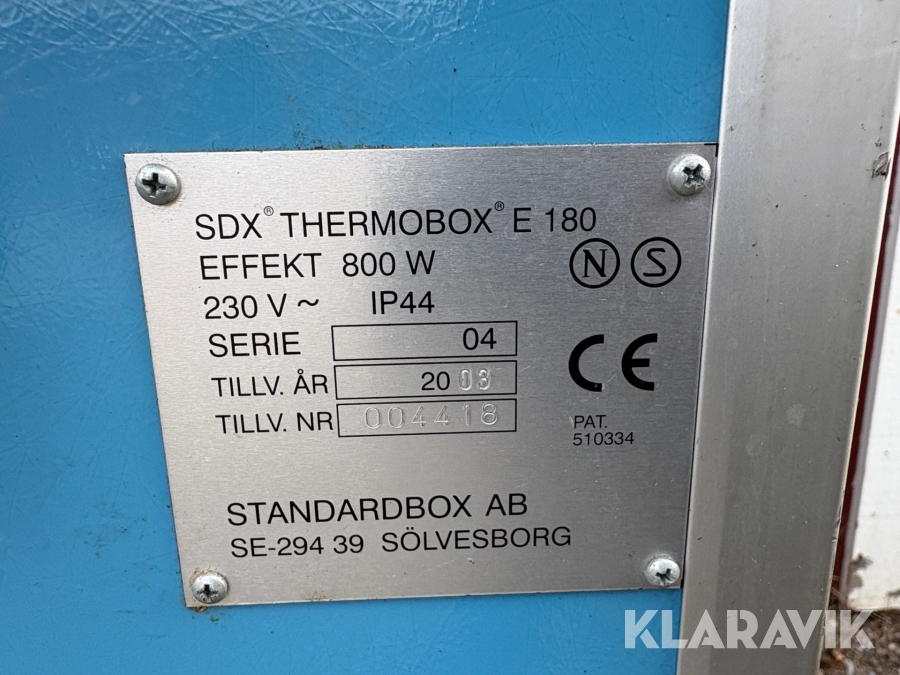 SDX® THERMOBOX® E 180
EFFEKT 800 W
N S
230 V ~ IP44
SERIE 04
CE
TILLV. ÅR 2003
TILLV. NR 004418
PAT.
510334
STANDARDBOX AB
SE-294 39 SÖLVESBORG
KLARAVIK